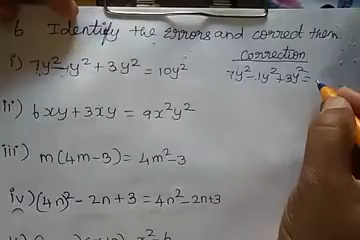 6 Identify the Errors and correct them.
Correction
i) 7y² - y² + 3y² = 10y²
7y² - 1y² + 3y² =
ii) 6xy + 3xy = 9x²y²
iii) m(4m-3) = 4m² - 3
iv) (4n)² - 2n + 3 = 4n² - 2n + 3